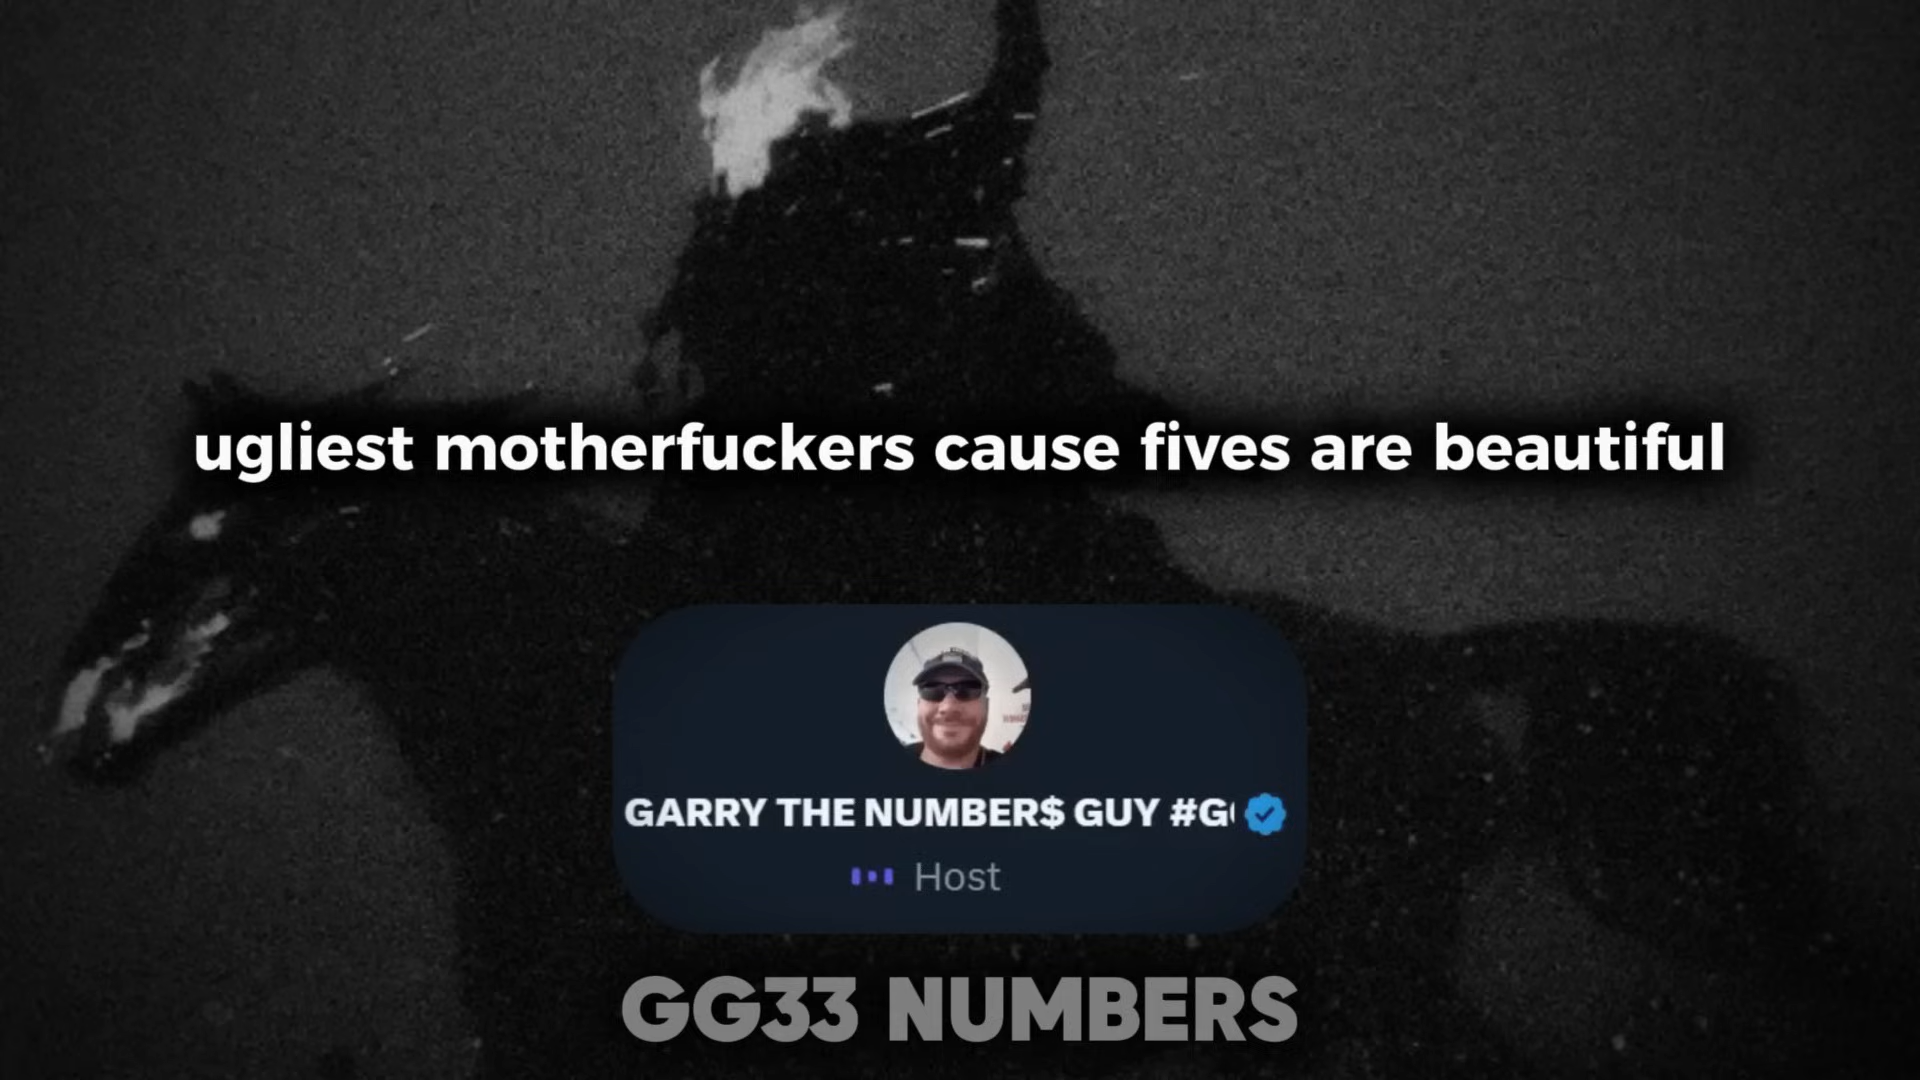 ugliest motherfuckers cause fives are beautiful
GARRY THE NUMBER$ GUY #G
Host
GG33 NUMBERS